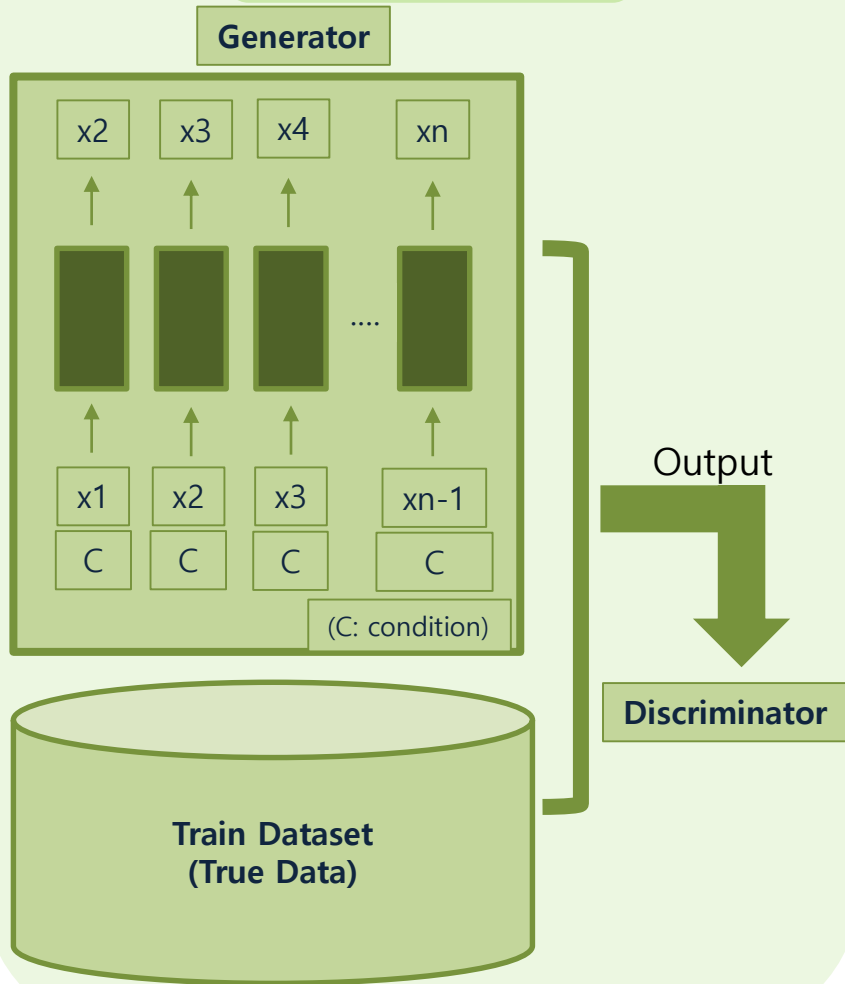 Generator
x2 x3 x4 xn
....
x1 x2 x3 xn-1
C C C C
(C: condition)
Output
Discriminator
Train Dataset
(True Data)